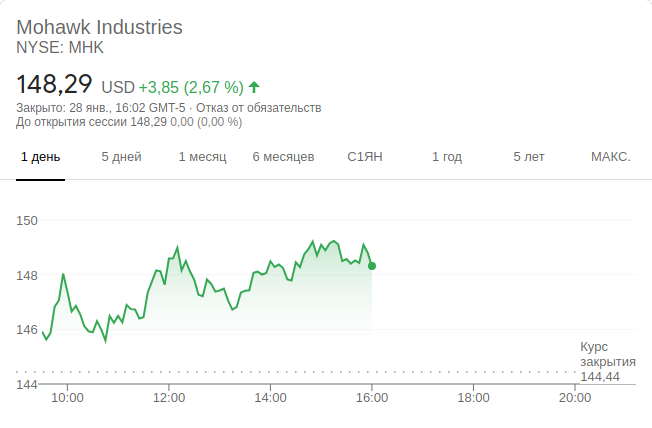 Mohawk Industries
NYSE: MHK
148,29 USD +3,85 (2,67 %)
Закрыто: 28 янв., 16:02 GMT-5 · Отказ от обязательств
До открытия сессии 148,29 0,00 (0,00 %)
1 день 5 дней 1 месяц 6 месяцев С1ЯН 1 год 5 лет МАКС.
150
148
146
Курс
закрытия
144,44
144
10:00 12:00 14:00 16:00 18:00 20:00